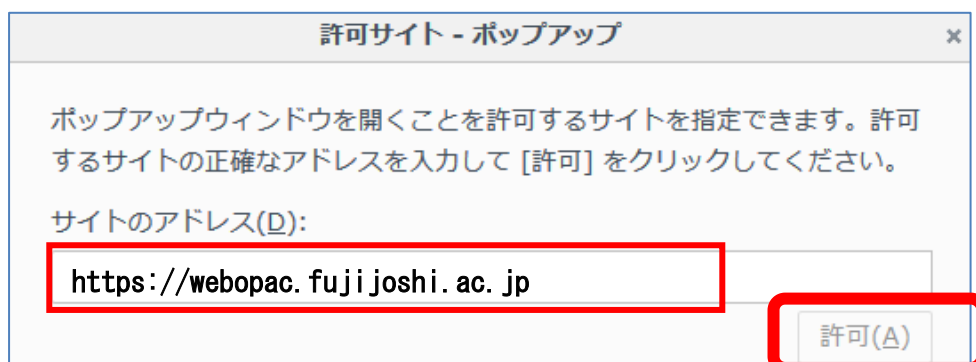 許可サイト - ポップアップ ×
ポップアップウィンドウを開くことを許可するサイトを指定できます。許可
するサイトの正確なアドレスを入力して [許可] をクリックしてください。
サイトのアドレス(D):
https://webopac.fujijoshi.ac.jp
許可(A)